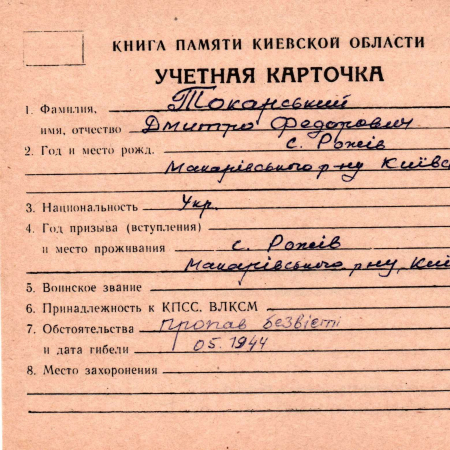 КНИГА ПАМЯТИ КИЕВСКОЙ ОБЛАСТИ
УЧЕТНАЯ КАРТОЧКА
1. Фамилия, Токарський
имя, отчество Дмитро Федорович
2. Год и место рожд. с. Рожів
Макарівського р-ну Київс
3. Национальность Укр.
4. Год призыва (вступления)
и место проживания с. Рожів
Макарівського р-ну, Киї
5. Воинское звание
6. Принадлежность к КПСС, ВЛКСМ
7. Обстоятельства пропав безвісті
и дата гибели 05.1944
8. Место захоронения